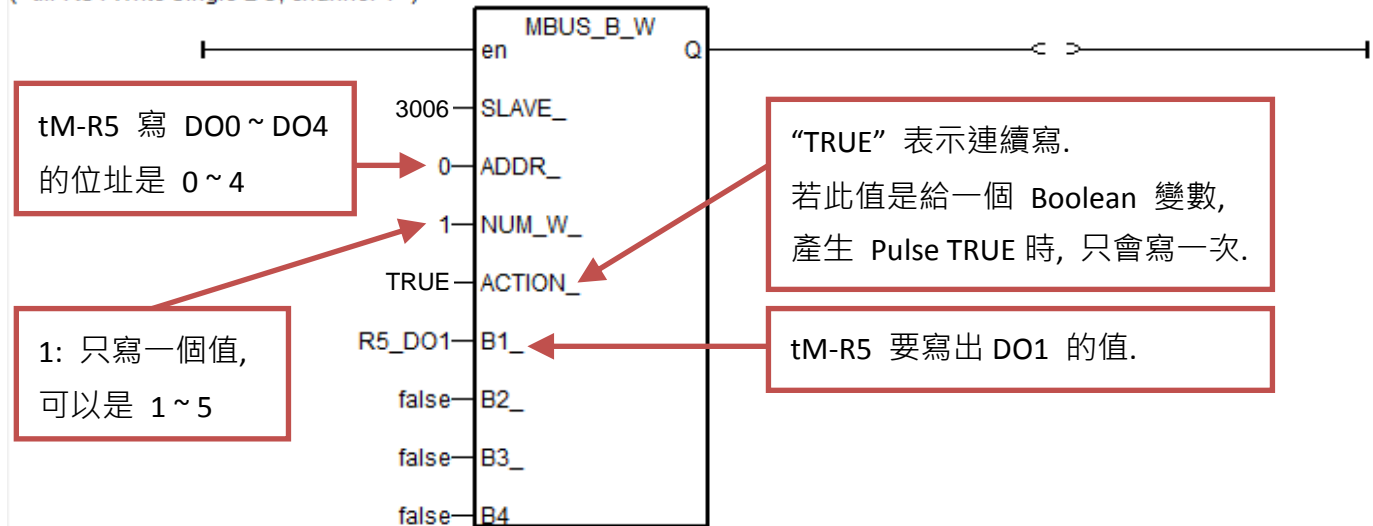 MBUS_B_W
en Q
tM-R5 寫 DO0 ~ DO4
的位址是 0 ~ 4
3006 SLAVE_
0 ADDR_
1 NUM_W_
TRUE ACTION_
R5_DO1 B1_
false B2_
false B3_
false B4
“TRUE” 表示連續寫.
若此值是給一個 Boolean 變數,
產生 Pulse TRUE 時, 只會寫一次.
1: 只寫一個值,
可以是 1 ~ 5
tM-R5 要寫出 DO1 的值.